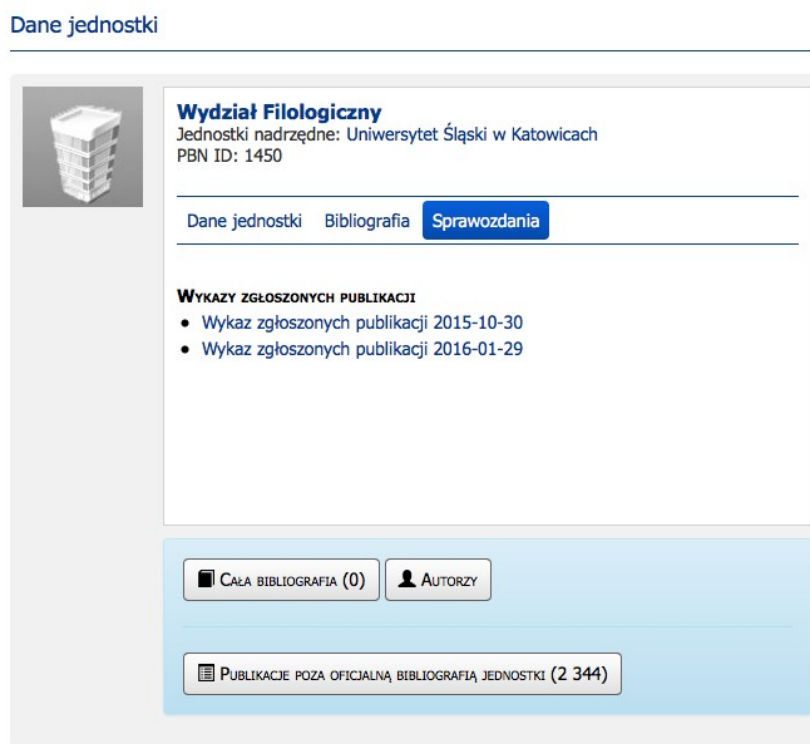 Dane jednostki
Wydział Filologiczny
Jednostki nadrzędne: Uniwersytet Śląski w Katowicach
PBN ID: 1450
Dane jednostki Bibliografia Sprawozdania
Wykazy zgłoszonych publikacji
Wykaz zgłoszonych publikacji 2015-10-30
Wykaz zgłoszonych publikacji 2016-01-29
Cała bibliografia (0) Autorzy
Publikacje poza oficjalną bibliografią jednostki (2 344)